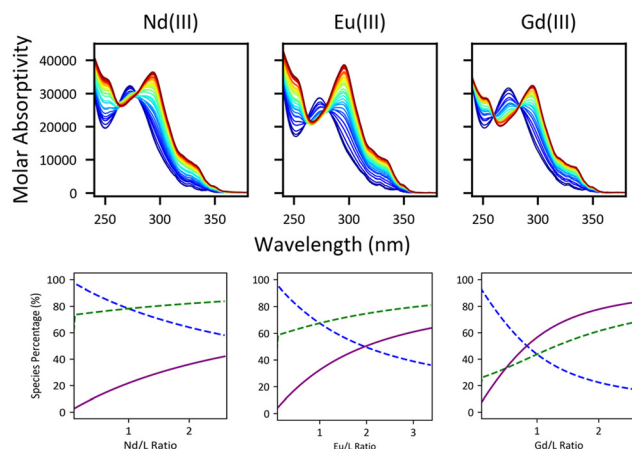 Nd(III) Eu(III) Gd(III)
Molar Absorptivity
40000
30000
20000
10000
0
250 300 350 250 300 350 250 300 350
Wavelength (nm)
Species Percentage (%)
100 100 100
80 80 80
60 60 60
40 40 40
20 20 20
0 0 0
1 2 1 2 3 1 2
Nd/L Ratio Eu/L Ratio Gd/L Ratio